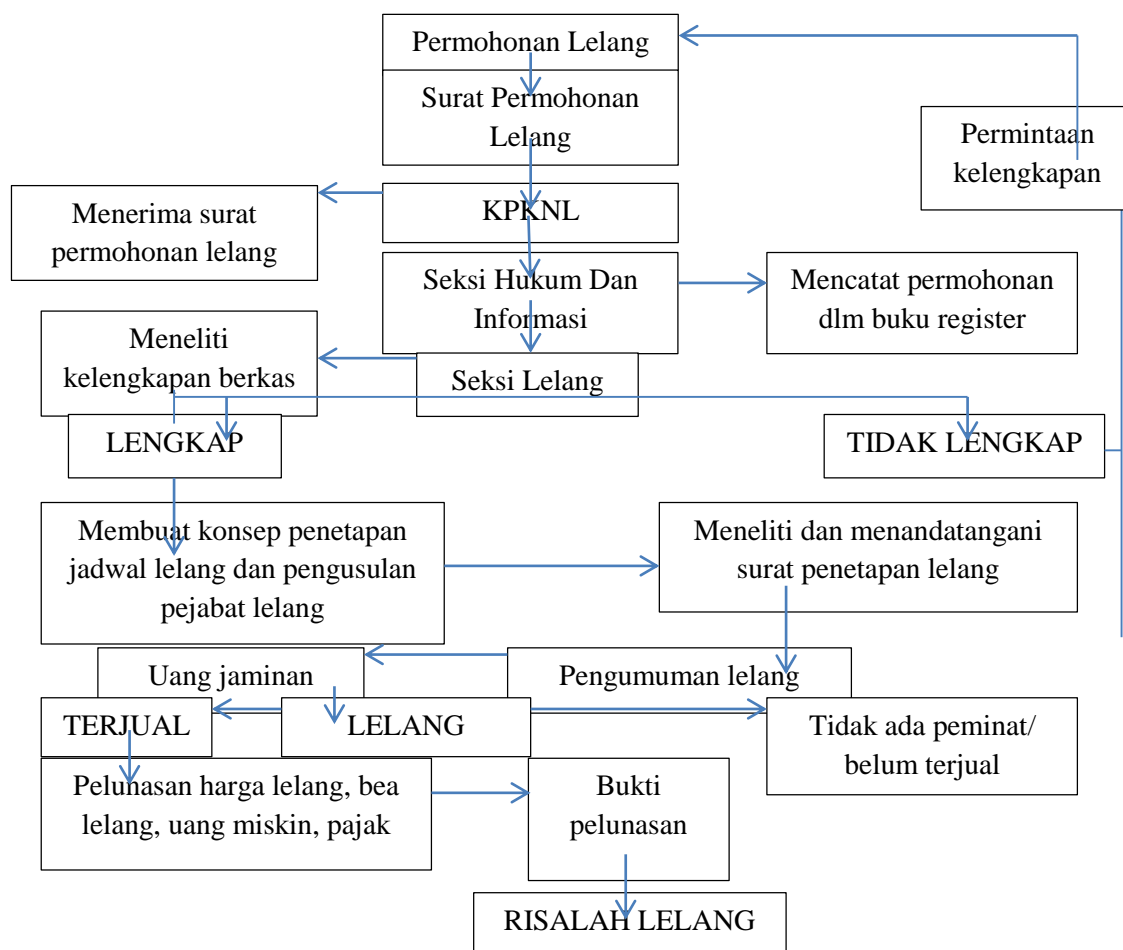 Permohonan Lelang
Surat Permohonan
Lelang
Permintaan
kelengkapan
KPKNL
Menerima surat
permohonan lelang
Seksi Hukum Dan
Informasi
Mencatat permohonan
dlm buku register
Meneliti
kelengkapan berkas
Seksi Lelang
LENGKAP
TIDAK LENGKAP
Membuat konsep penetapan
jadwal lelang dan pengusulan
pejabat lelang
Meneliti dan menandatangani
surat penetapan lelang
Uang jaminan
Pengumuman lelang
TERJUAL
LELANG
Tidak ada peminat/
belum terjual
Pelunasan harga lelang, bea
lelang, uang miskin, pajak
Bukti
pelunasan
RISALAH LELANG